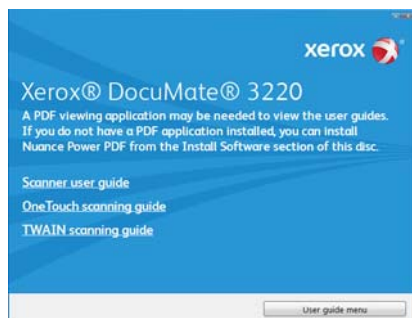 xerox
Xerox® DocuMate® 3220
A PDF viewing application may be needed to view the user guides.
If you do not have a PDF application installed, you can install
Nuance Power PDF from the Install Software section of this disc.
Scanner user guide
OneTouch scanning guide
TWAIN scanning guide
User guide menu